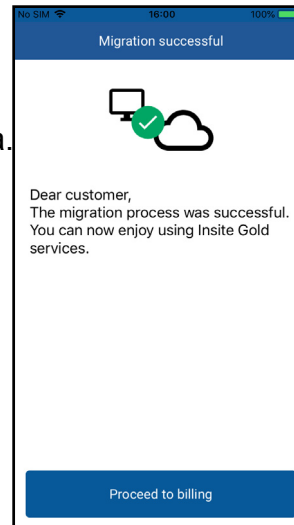 No SIM 16:00 100%
Migration successful
a.
Dear customer,
The migration process was successful.
You can now enjoy using Insite Gold
services.
Proceed to billing